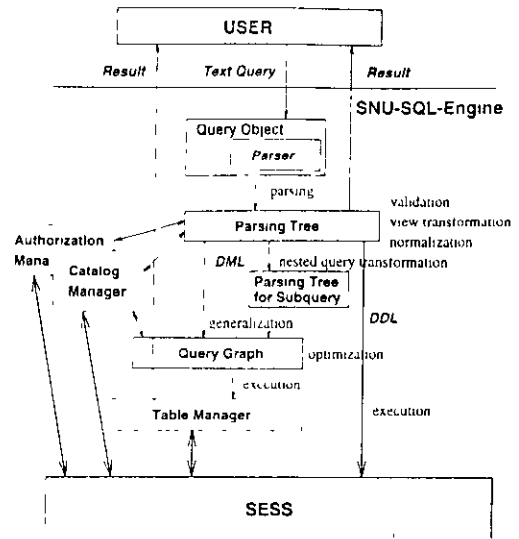 USER
Result
Text Query
Result
SNU-SQL-Engine
Query Object
Parser
parsing
validation
view transformation
normalization
Parsing Tree
Authorization
Mana
Catalog
Manager
DML
nested query transformation
Parsing Tree
for Subquery
DDL
generalization
Query Graph
optimization
execution
Table Manager
execution
SESS